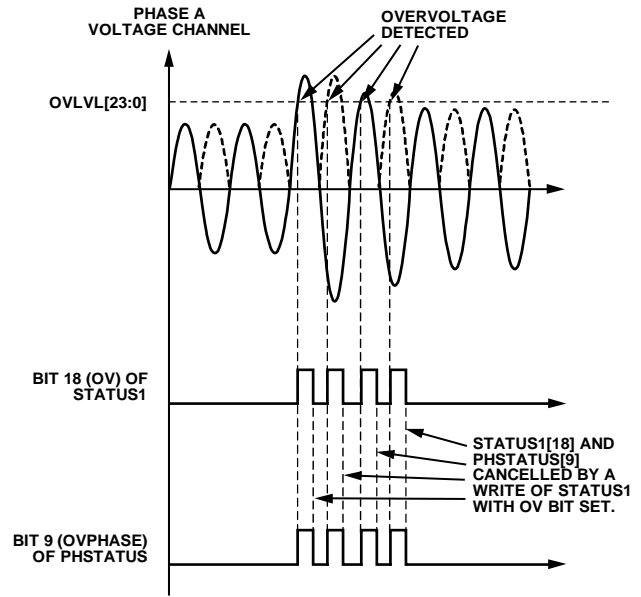 PHASE A
VOLTAGE CHANNEL
OVERVOLTAGE
DETECTED
OVLVL[23:0]
BIT 18 (OV) OF
STATUS1
STATUS1[18] AND
PHSTATUS[9]
CANCELLED BY A
WRITE OF STATUS1
WITH OV BIT SET.
BIT 9 (OVPHASE)
OF PHSTATUS